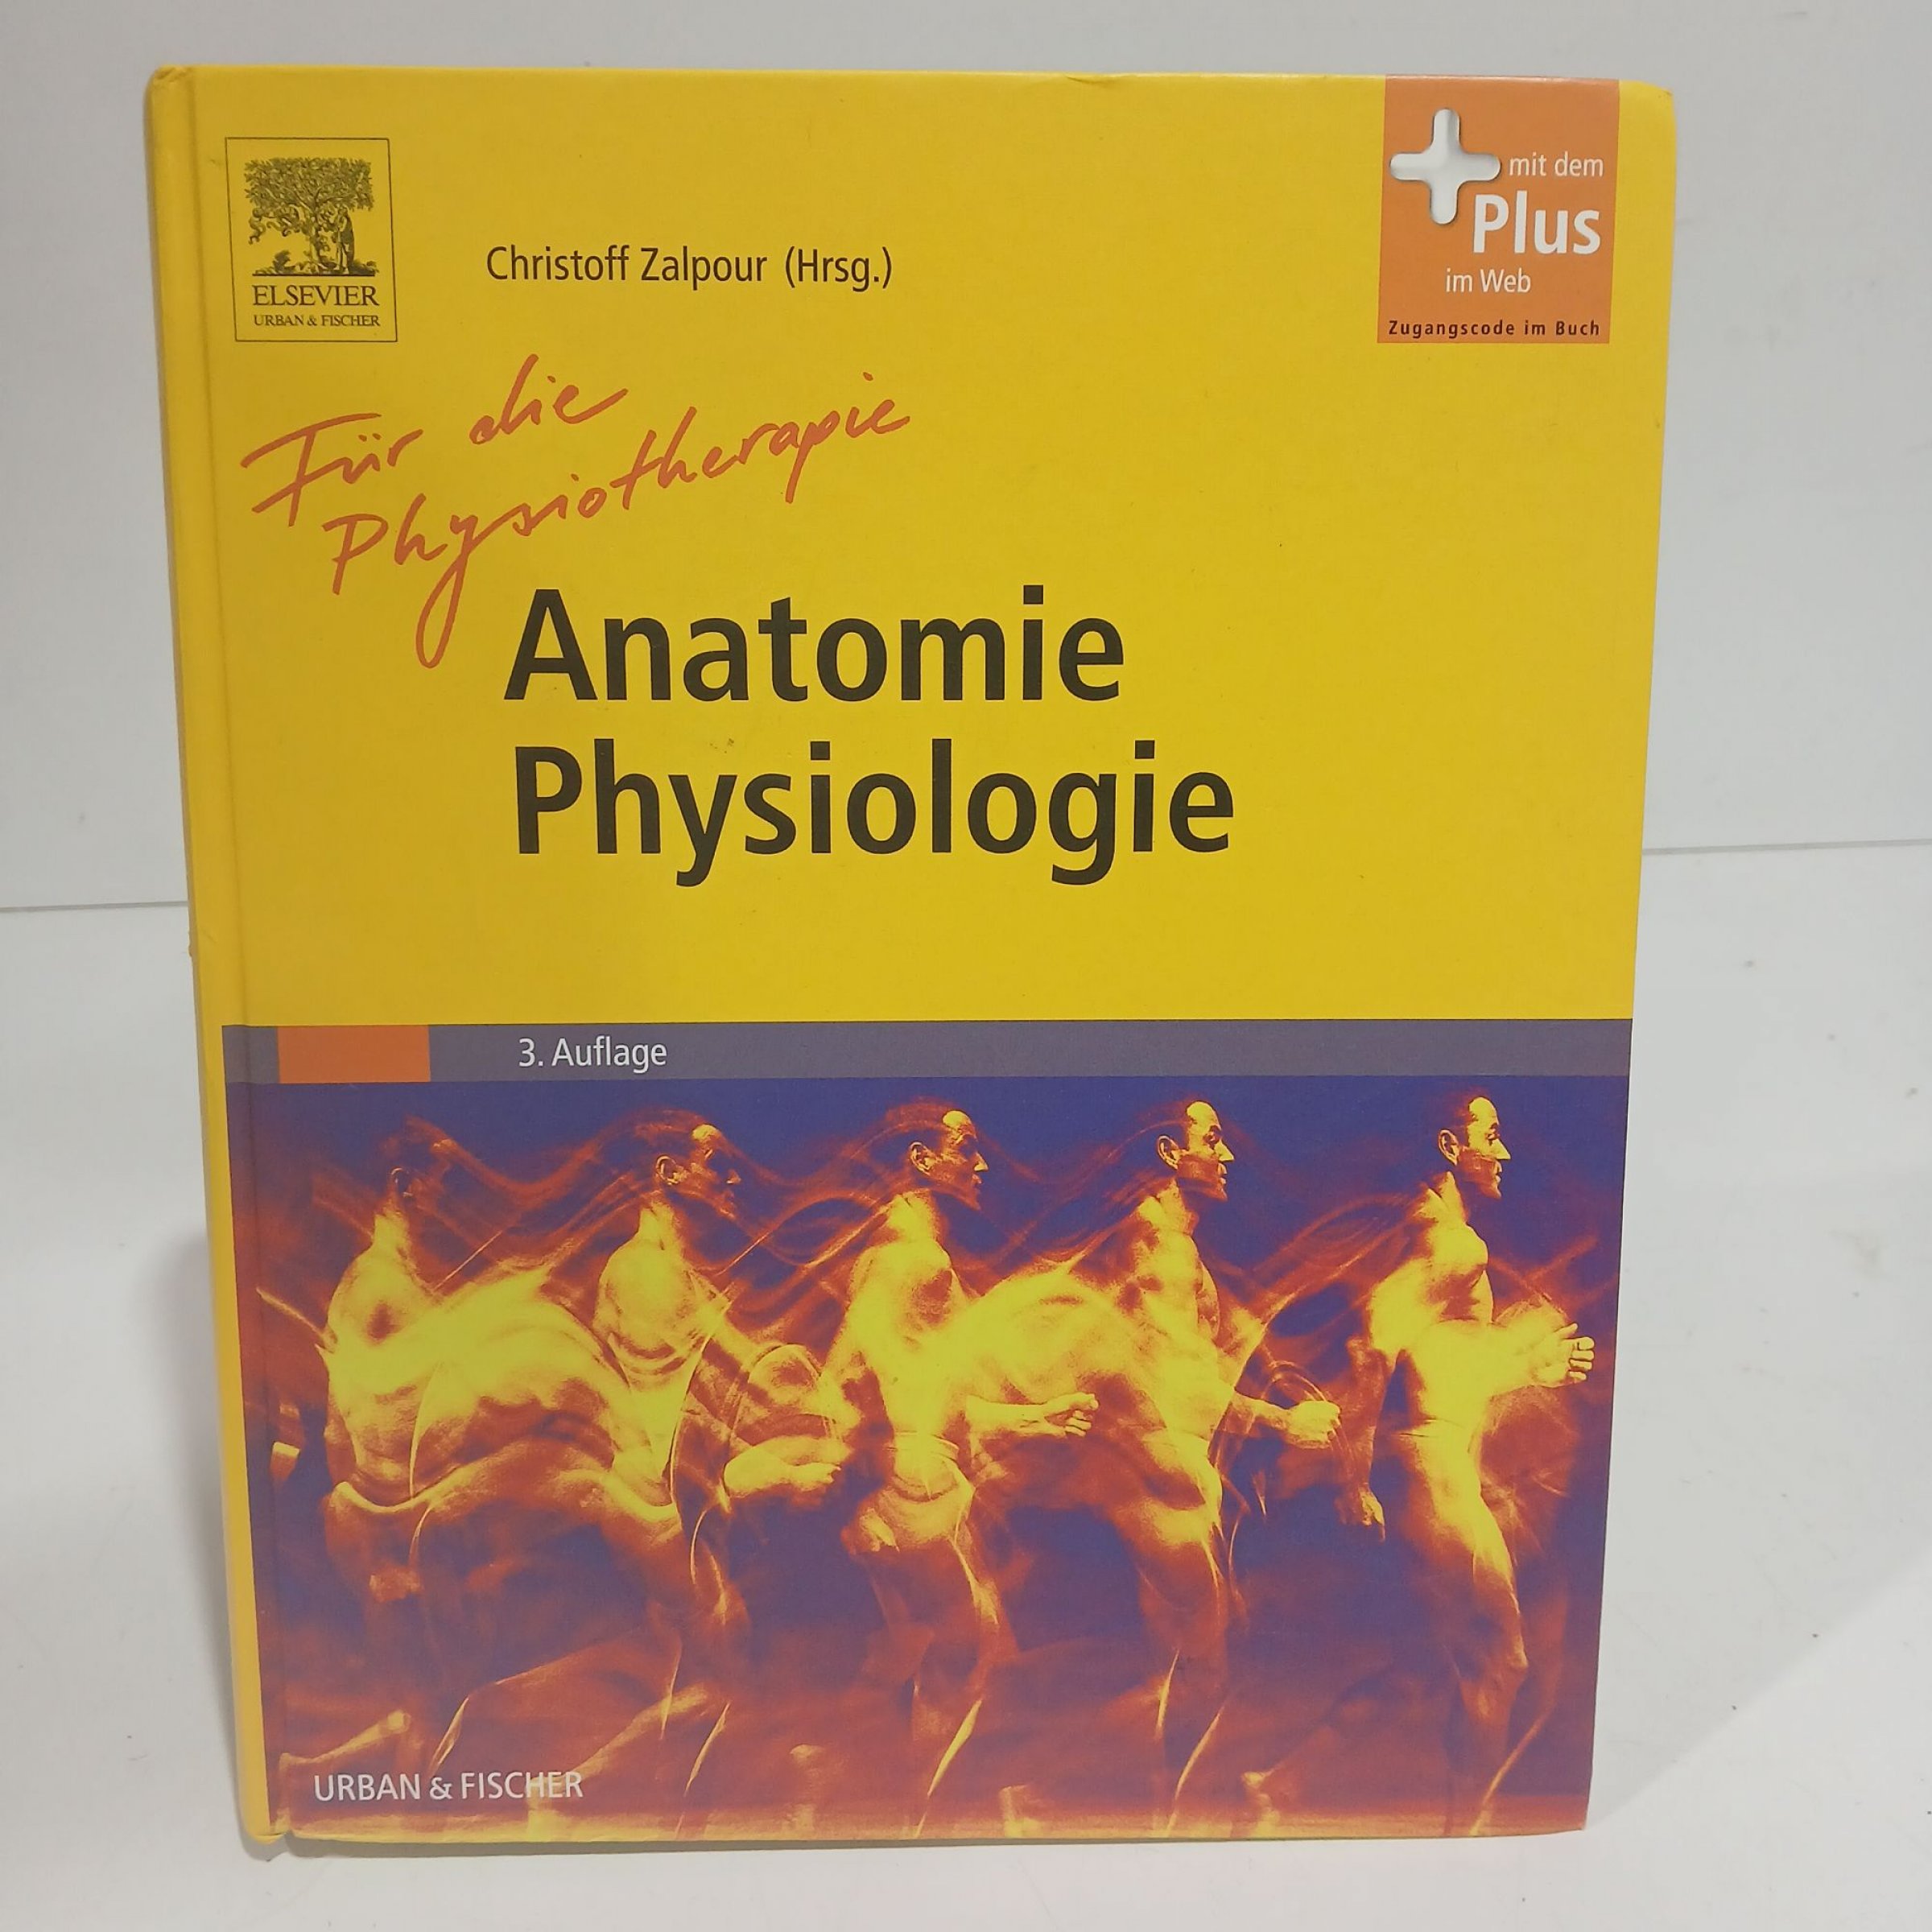 ELSEVIER
URBAN & FISCHER
Christoff Zalpour (Hrsg.)
mit dem
Plus
im Web
Zugangscode im Buch
Für die
Physiotherapie
Anatomie
Physiologie
3. Auflage
URBAN & FISCHER